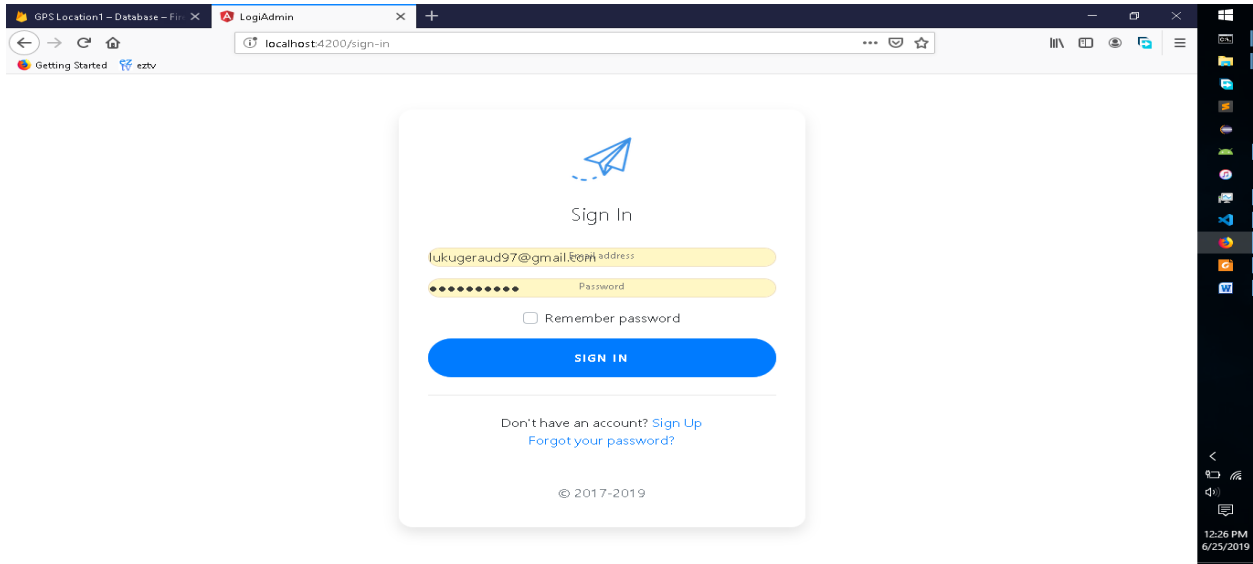 GPS Location1 – Database – Fir
LogiAdmin
localhost:4200/sign-in
Getting Started
eztv
Sign In
lukugeraud97@gmail.com
Email address
Password
Remember password
SIGN IN
Don't have an account? Sign Up
Forgot your password?
© 2017-2019
12:26 PM
6/25/2019